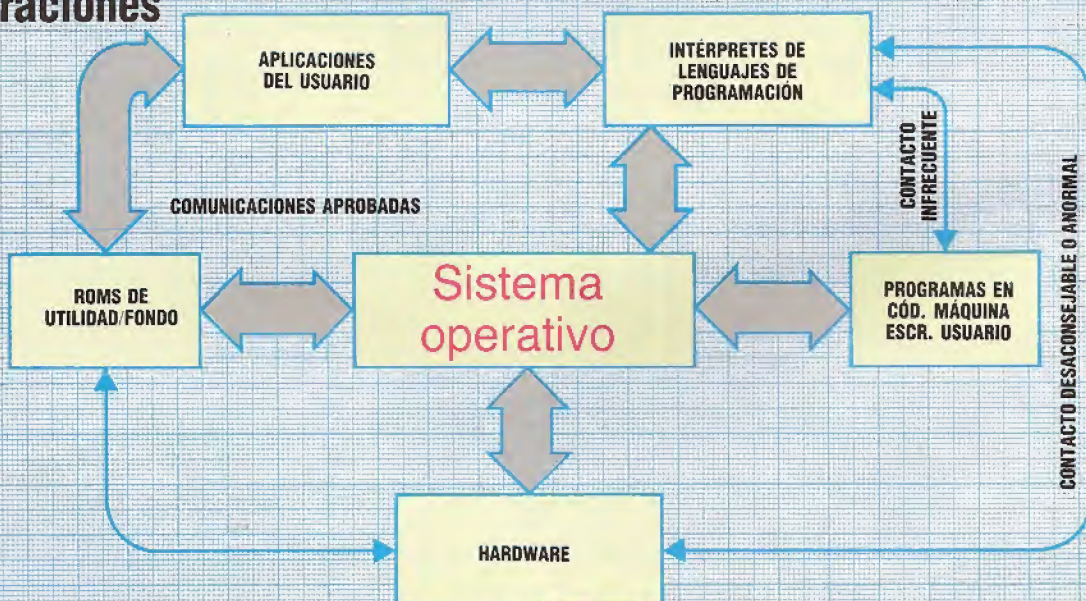 raciones
APLICACIONES
DEL USUARIO
INTÉRPRETES DE
LENGUAJES DE
PROGRAMACIÓN
CONTACTO
INFRECUENTE
CONTACTO DESACONSEJABLE O ANORMAL
COMUNICACIONES APROBADAS
ROMS DE
UTILIDAD/FONDO
Sistema
operativo
PROGRAMAS EN
CÓD. MÁQUINA
ESCR. USUARIO
HARDWARE